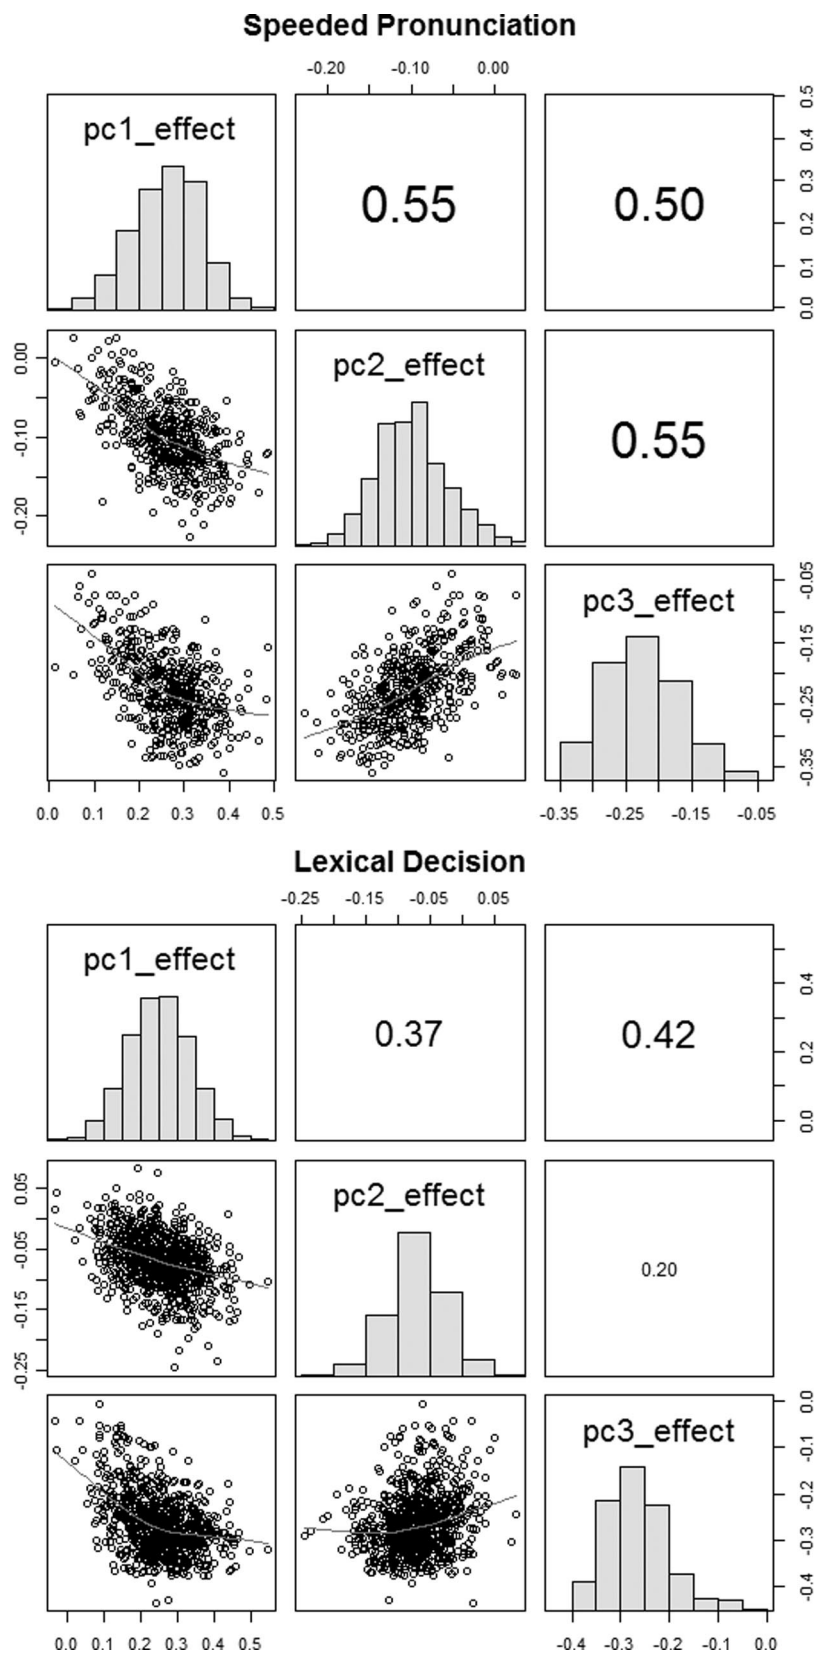 Speeded Pronunciation
-0.20 -0.10 0.00
pc1_effect
0.55
0.50
0.0 0.1 0.2 0.3 0.4 0.5
0.00 -0.10 -0.20
pc2_effect
0.55
pc3_effect
-0.05 -0.15 -0.25 -0.35
0.0 0.1 0.2 0.3 0.4 0.5
-0.35 -0.25 -0.15 -0.05
Lexical Decision
-0.25 -0.15 -0.05 0.05
pc1_effect
0.37
0.42
0.4 0.2 0.0
0.05 -0.05 -0.15 -0.25
pc2_effect
0.20
pc3_effect
0.0 -0.1 -0.2 -0.3 -0.4
0.0 0.1 0.2 0.3 0.4 0.5
-0.4 -0.3 -0.2 -0.1 0.0